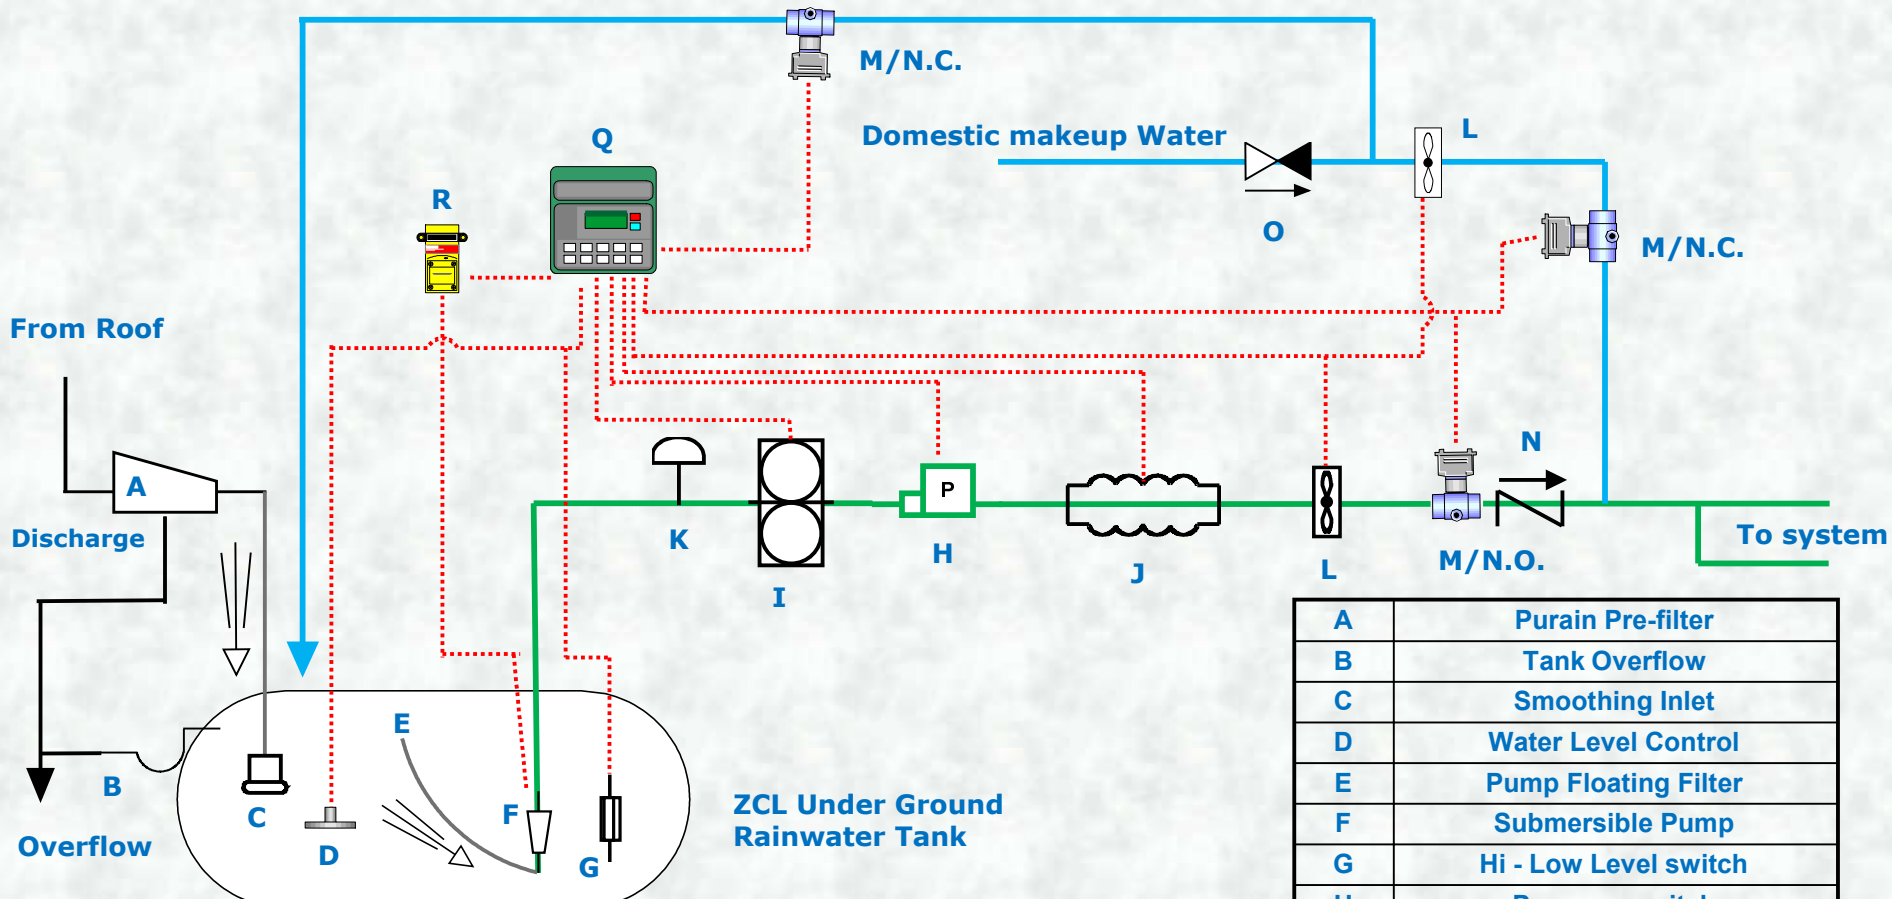 M/N.C.
Domestic makeup Water
L
Q
R
O
M/N.C.
From Roof
A
Discharge
N
P
K
H
J
L
M/N.O.
To system
I
E
B
C
D
F
G
Overflow
ZCL Under Ground
Rainwater Tank
A Purain Pre-filter
B Tank Overflow
C Smoothing Inlet
D Water Level Control
E Pump Floating Filter
F Submersible Pump
G Hi - Low Level switch